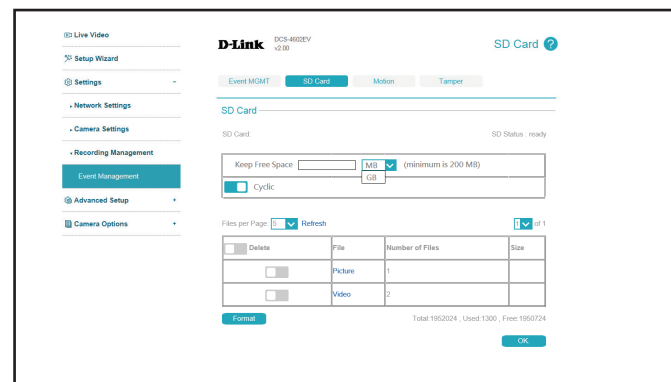 Live Video
Setup Wizard
Settings -
Network Settings
Camera Settings
Recording Management
Event Management
Advanced Setup +
Camera Options +
D-Link DCS-4602EV
v2.00
SD Card ?
Event MGMT SD Card Motion Tamper
SD Card
SD Card: SD Status : ready
Keep Free Space MB (minimum is 200 MB)
GB
Cyclic
Files per Page: 5 Refresh 1 of 1
Delete File Number of Files Size
Picture 1
Video 2
Format Total:1952024 , Used:1300 , Free:1950724
OK